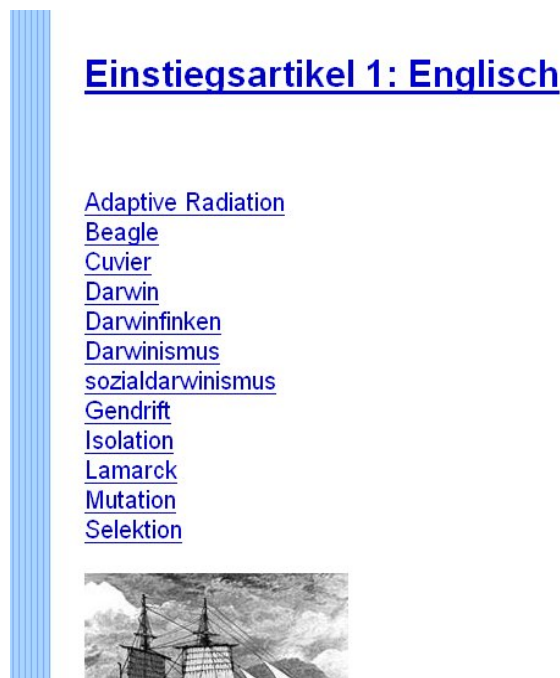 Einstiegsartikel 1: Englisch
Adaptive Radiation
Beagle
Cuvier
Darwin
Darwinfinken
Darwinismus
sozialdarwinismus
Gendrift
Isolation
Lamarck
Mutation
Selektion